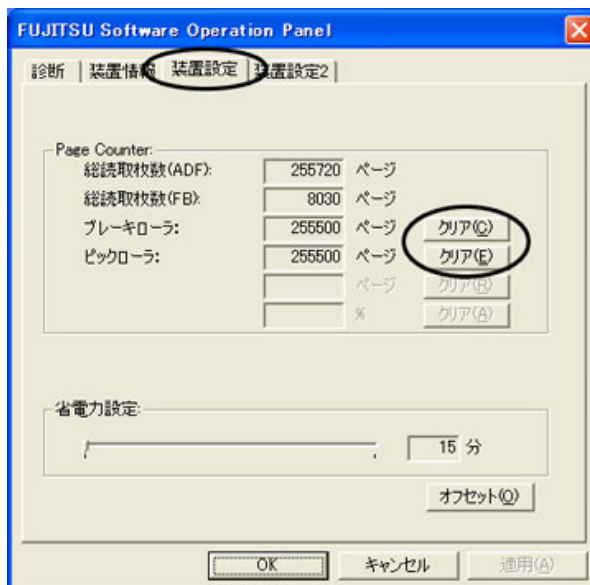 FUJITSU Software Operation Panel
診断 装置情報 装置設定 装置設定2
Page Counter:
総読取枚数(ADF): 255720 ページ
総読取枚数(FB): 8030 ページ
ブレーキローラ: 255500 ページ クリア(C)
ピックローラ: 255500 ページ クリア(E)
ページ クリア(R)
% クリア(A)
省電力設定:
15 分
オフセット(O)
OK キャンセル 適用(A)